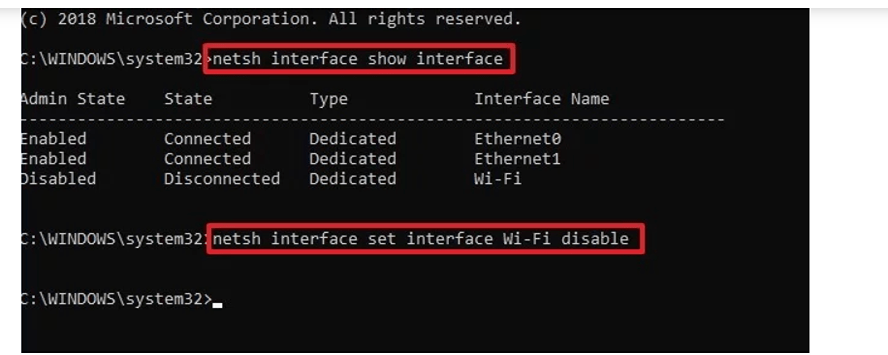 (c) 2018 Microsoft Corporation. All rights reserved.
C:\WINDOWS\system32>netsh interface show interface
Admin State    State          Type             Interface Name
-------------------------------------------------------------------------
Enabled        Connected      Dedicated        Ethernet0
Enabled        Connected      Dedicated        Ethernet1
Disabled       Disconnected   Dedicated        Wi-Fi
C:\WINDOWS\system32>netsh interface set interface Wi-Fi disable
C:\WINDOWS\system32>